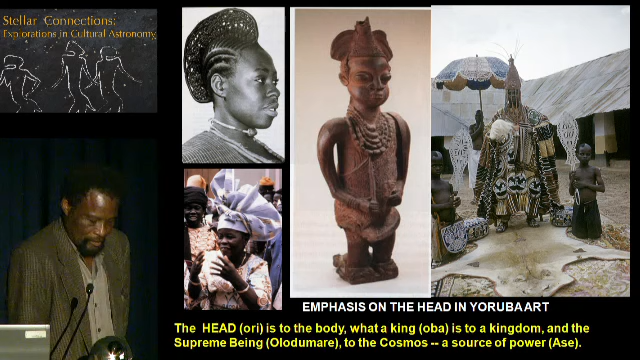 Stellar Connections:
Explorations in Cultural Astronomy
EMPHASIS ON THE HEAD IN YORUBA ART
The HEAD (ori) is to the body, what a king (oba) is to a kingdom, and the
Supreme Being (Olodumare), to the Cosmos -- a source of power (Ase).